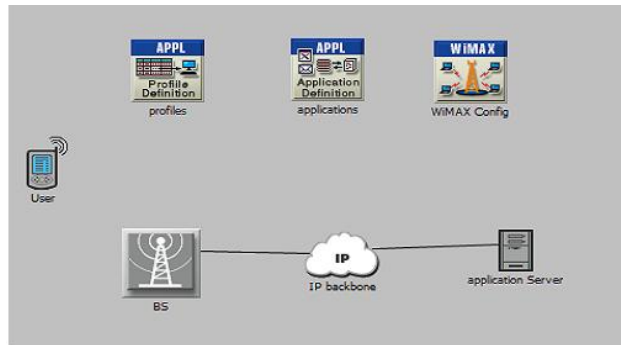 APPL
Profile
Definition
profiles
APPL
Application
Definition
applications
WiMAX
WiMAX Config
User
BS
IP
IP backbone
application Server